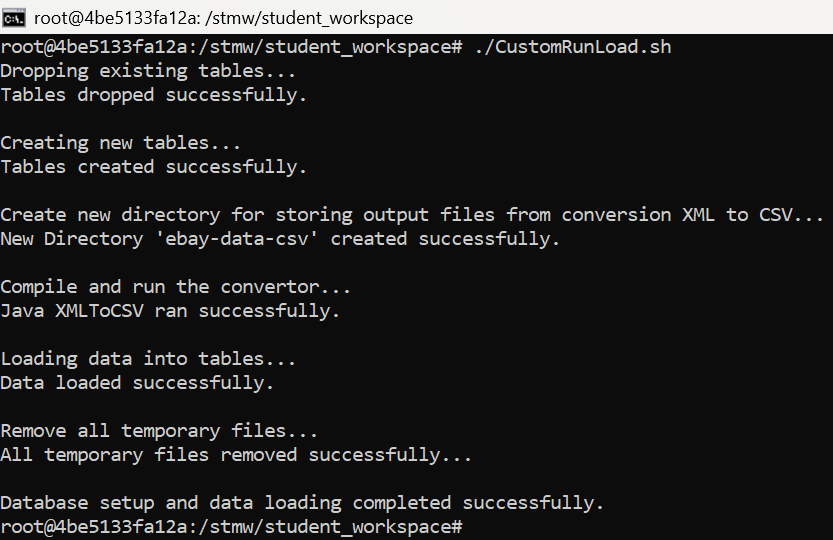 root@4be5133fa12a: /stmw/student_workspace
root@4be5133fa12a:/stmw/student_workspace# ./CustomRunLoad.sh
Dropping existing tables...
Tables dropped successfully.
Creating new tables...
Tables created successfully.
Create new directory for storing output files from conversion XML to CSV...
New Directory 'ebay-data-csv' created successfully.
Compile and run the convertor...
Java XMLToCSV ran successfully.
Loading data into tables...
Data loaded successfully.
Remove all temporary files...
All temporary files removed successfully...
Database setup and data loading completed successfully.
root@4be5133fa12a:/stmw/student_workspace#